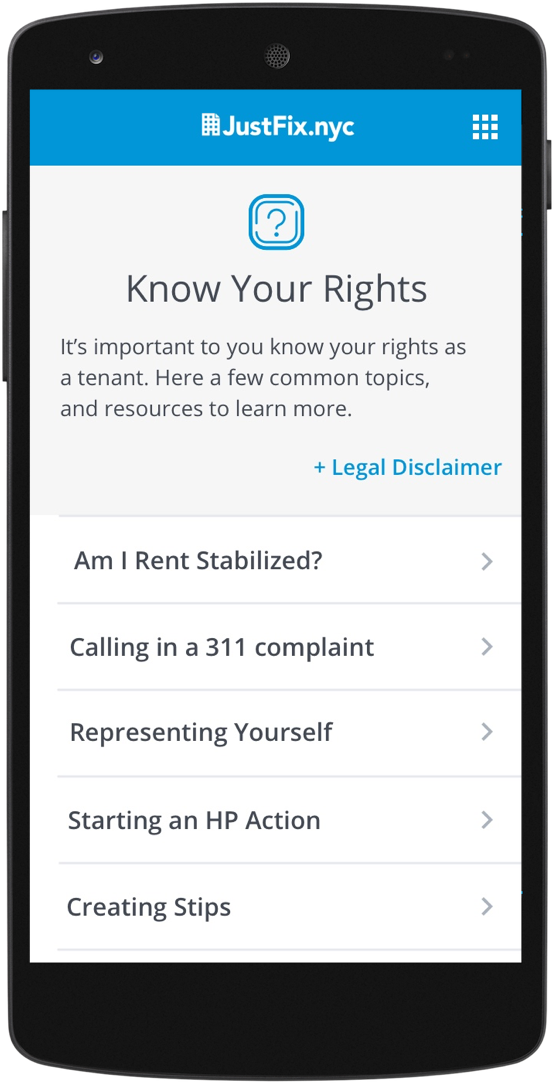 JustFix.nyc
?
Know Your Rights
It’s important to you know your rights as
a tenant. Here a few common topics,
and resources to learn more.
+ Legal Disclaimer
Am I Rent Stabilized?
Calling in a 311 complaint
Representing Yourself
Starting an HP Action
Creating Stips